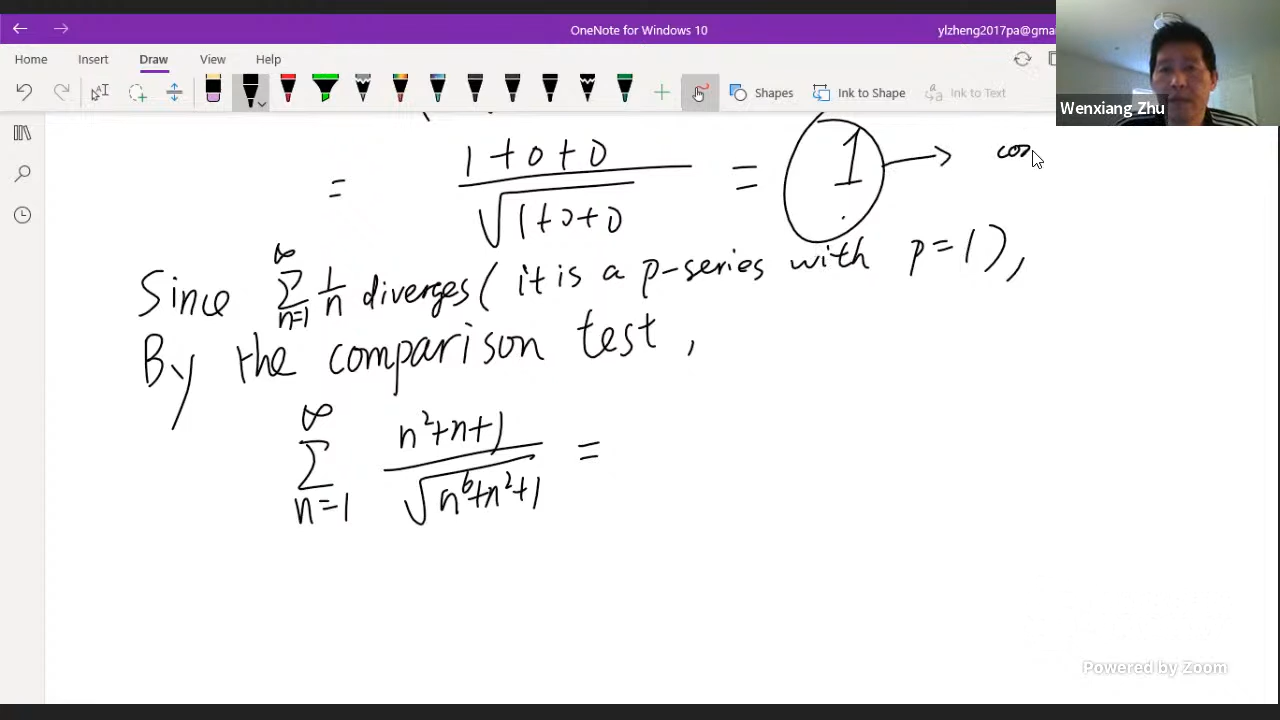 OneNote for Windows 10
ylzheng2017pa@gma
Home Insert Draw View Help
Shapes Ink to Shape Ink to Text
Wenxiang Zhu
= (1+0+0)/√(1+0+0) = 1 →
Since ∑_{n=1}^{∞} 1/n diverges ( it is a p-series with p=1),
By the comparison test,
∑_{n=1}^{∞} (n²+n+1)/√(n⁶+n²+1) =
Powered by Zoom